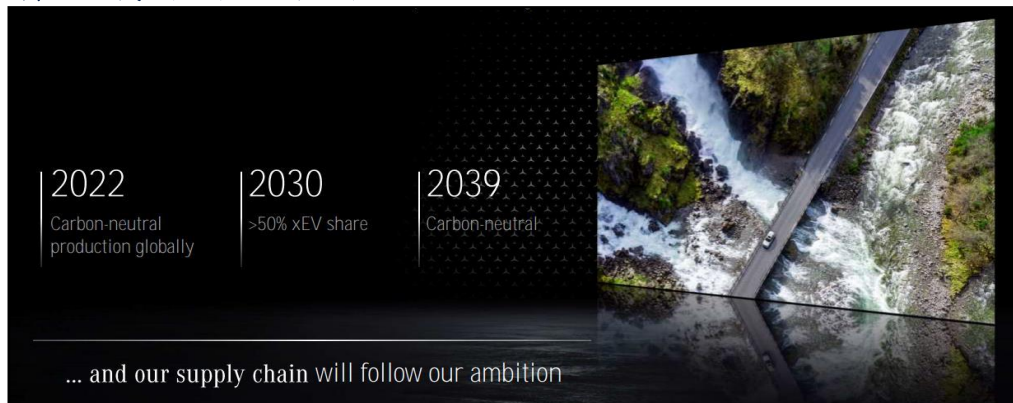 2022
Carbon-neutral
production globally
2030
>50% xEV share
2039
Carbon-neutral
... and our supply chain will follow our ambition